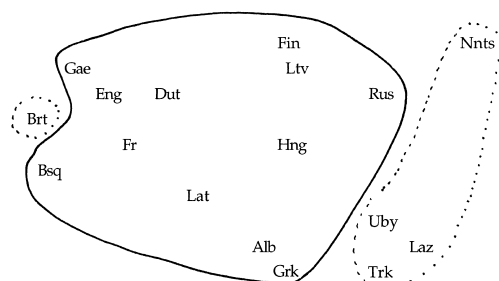 Fin
Nnts
Gae
Ltv
Eng
Dut
Rus
Brt
Fr
Hng
Bsq
Lat
Uby
Alb
Laz
Grk
Trk